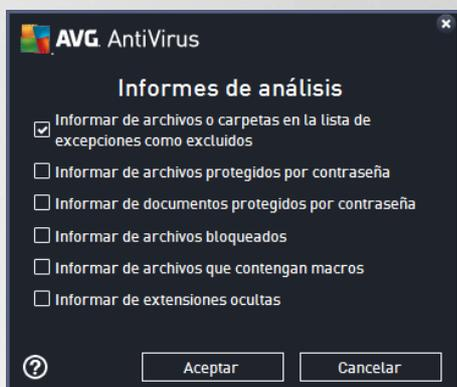 AVG. AntiVirus
Informes de análisis
Informar de archivos o carpetas en la lista de
excepciones como excluidos
Informar de archivos protegidos por contraseña
Informar de documentos protegidos por contraseña
Informar de archivos bloqueados
Informar de archivos que contengan macros
Informar de extensiones ocultas
?
Aceptar
Cancelar